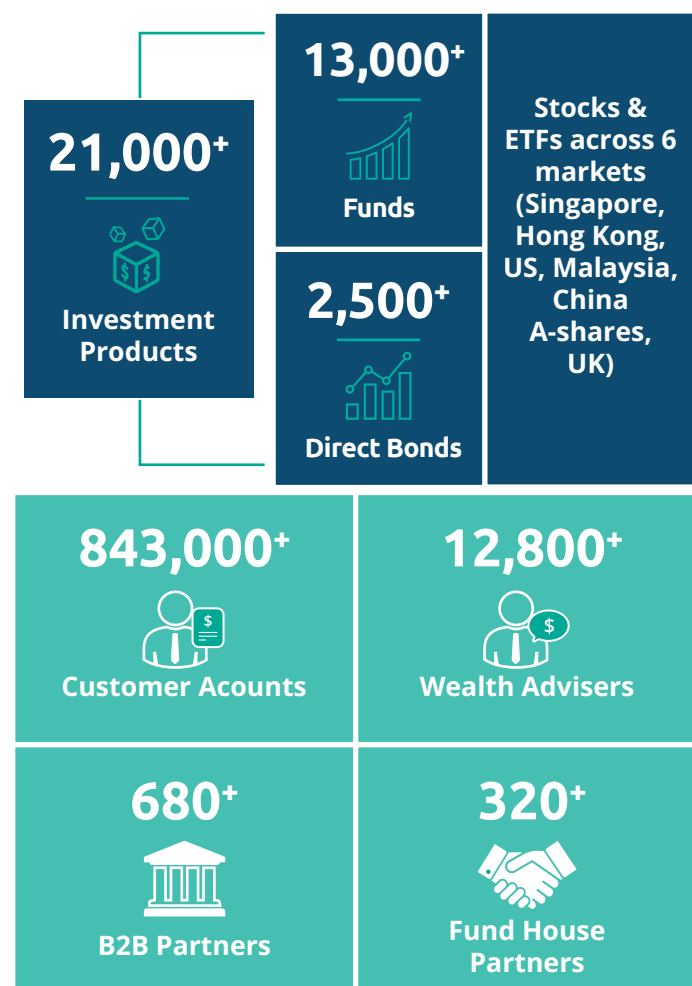 21,000+
Investment
Products
13,000+
Funds
2,500+
Direct Bonds
Stocks &
ETFs across 6
markets
(Singapore,
Hong Kong,
US, Malaysia,
China
A-shares,
UK)
843,000+
$
Customer Acounts
12,800+
$
Wealth Advisers
680+
B2B Partners
320+
Fund House
Partners